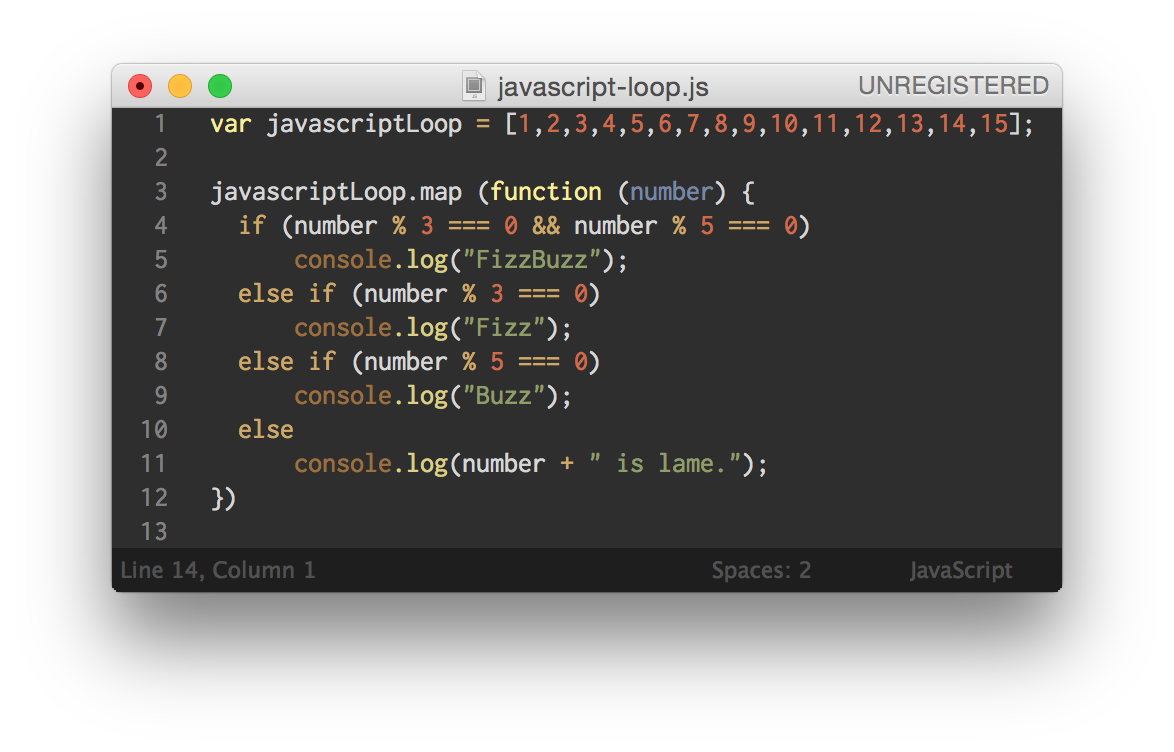 javascript-loop.js UNREGISTERED
1 var javascriptLoop = [1,2,3,4,5,6,7,8,9,10,11,12,13,14,15];
2
3 javascriptLoop.map (function (number) {
4   if (number % 3 === 0 && number % 5 === 0)
5       console.log("FizzBuzz");
6   else if (number % 3 === 0)
7       console.log("Fizz");
8   else if (number % 5 === 0)
9       console.log("Buzz");
10   else
11       console.log(number + " is lame.");
12 })
13
Line 14, Column 1 Spaces: 2 JavaScript